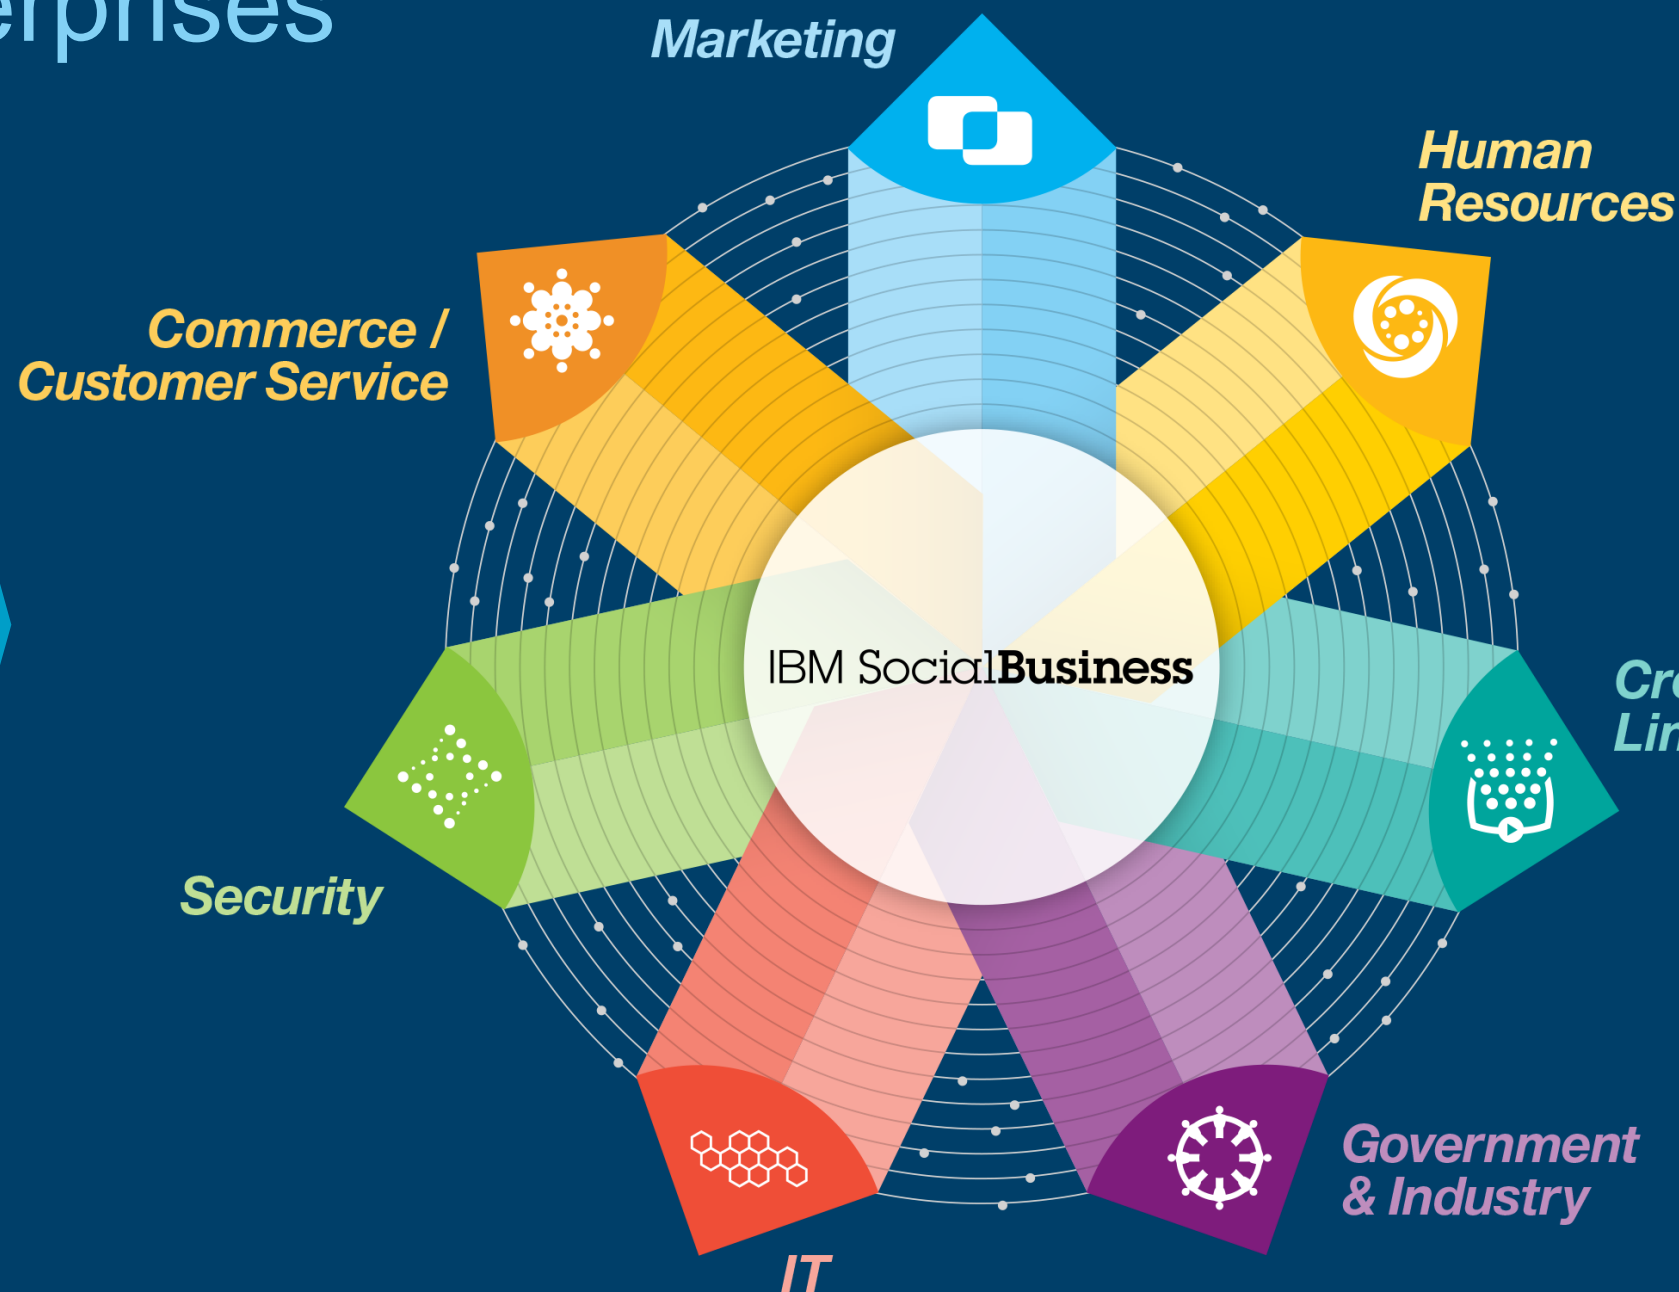 Marketing
Human
Resources
Commerce /
Customer Service
IBM SocialBusiness
Security
Government
& Industry
IT